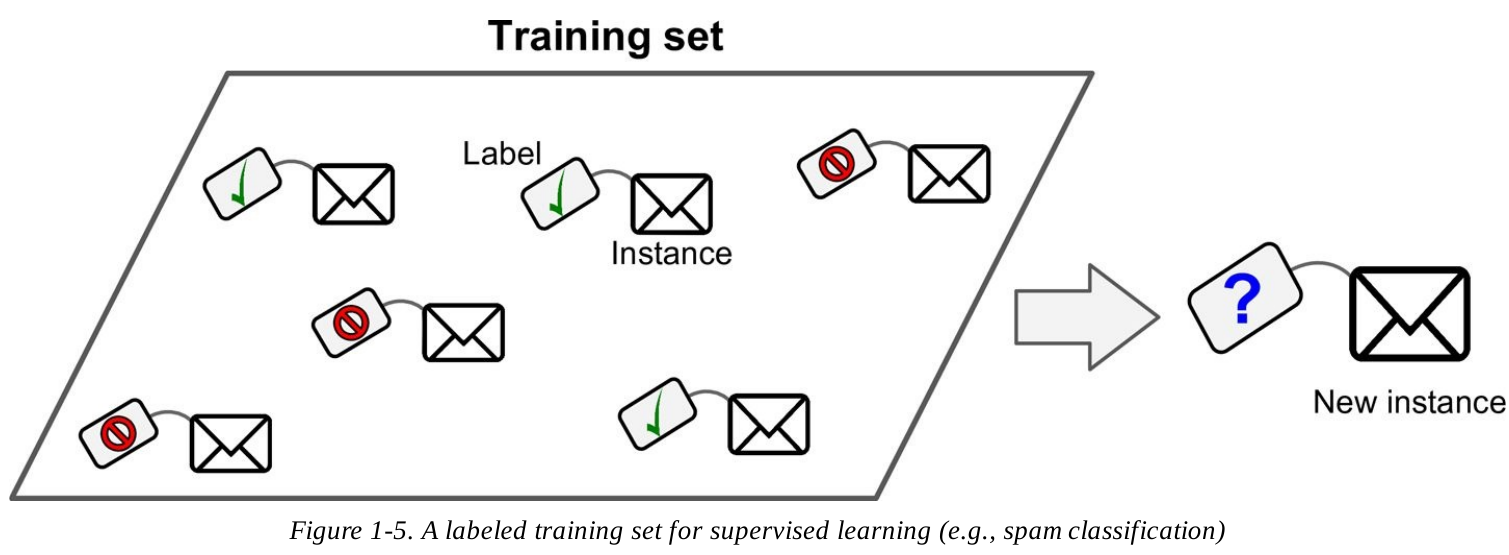 Training set
Label
Instance
?
New instance
Figure 1-5. A labeled training set for supervised learning (e.g., spam classification)